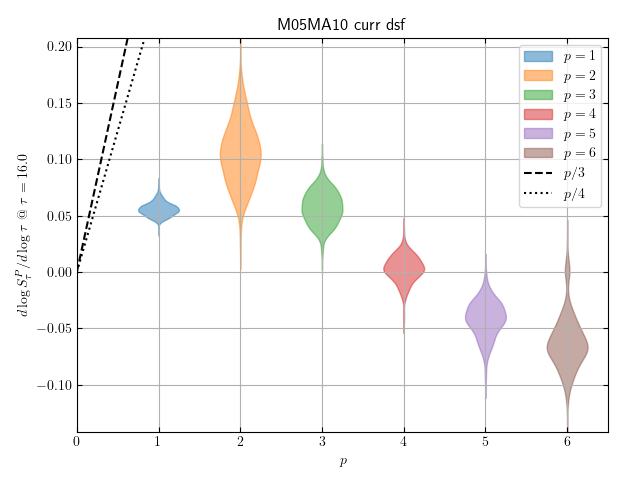 M05MA10 curr dsf
d log S_τ^p / d log τ @ τ = 16.0
0.20
0.15
0.10
0.05
0.00
−0.05
−0.10
0 1 2 3 4 5 6
p
p = 1
p = 2
p = 3
p = 4
p = 5
p = 6
p/3
p/4